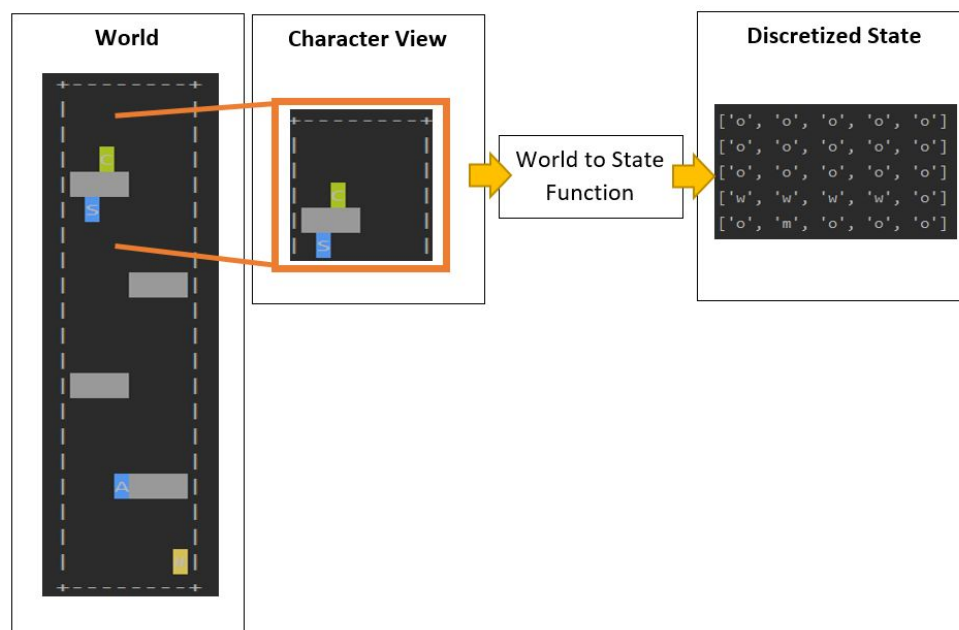 World
Character View
Discretized State
C
S
A
C
S
World to State
Function
['o', 'o', 'o', 'o', 'o']
['o', 'o', 'o', 'o', 'o']
['o', 'o', 'o', 'o', 'o']
['w', 'w', 'w', 'w', 'o']
['o', 'm', 'o', 'o', 'o']